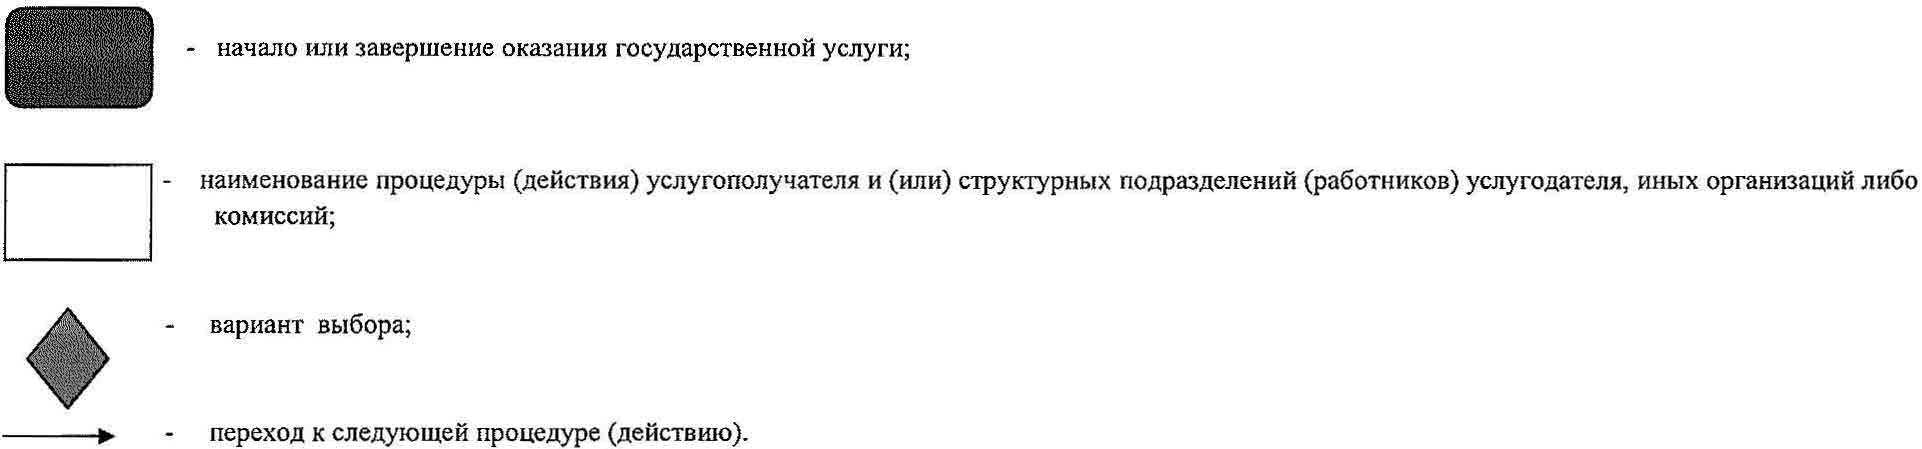 - начало или завершение оказания государственной услуги;
- наименование процедуры (действия) услугополучателя и (или) структурных подразделений (работников) услугодателя, иных организаций либо
комиссий;
- вариант выбора;
- переход к следующей процедуре (действию).